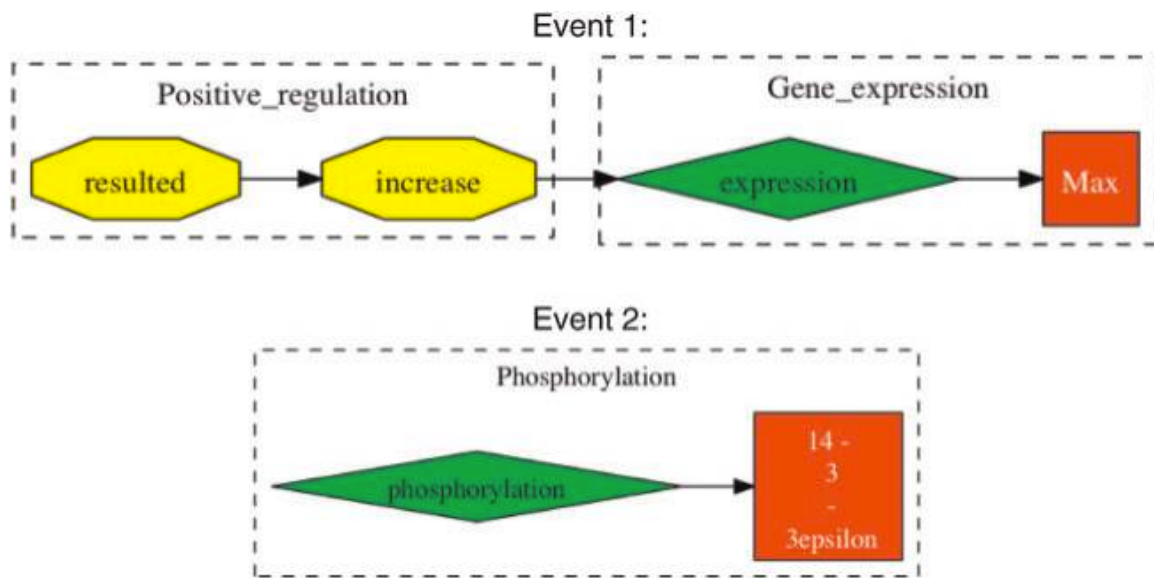 Event 1:
Positive_regulation
Gene_expression
resulted
increase
expression
Max
Event 2:
Phosphorylation
phosphorylation
14 -
3
-
3epsilon